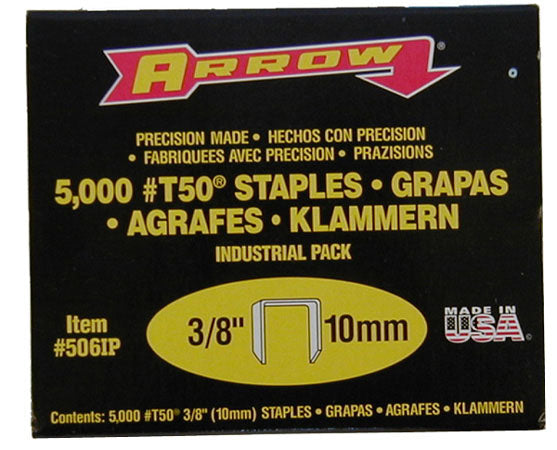 ARROW®
PRECISION MADE • HECHOS CON PRECISION
• FABRIQUEES AVEC PRECISION • PRAZISIONS
5,000 #T50® STAPLES • GRAPAS
• AGRAFES • KLAMMERN
INDUSTRIAL PACK
Item
#506IP
3/8" 10mm
MADE IN
USA
Contents: 5,000 #T50® 3/8" (10mm) STAPLES • GRAPAS • AGRAFES • KLAMMERN